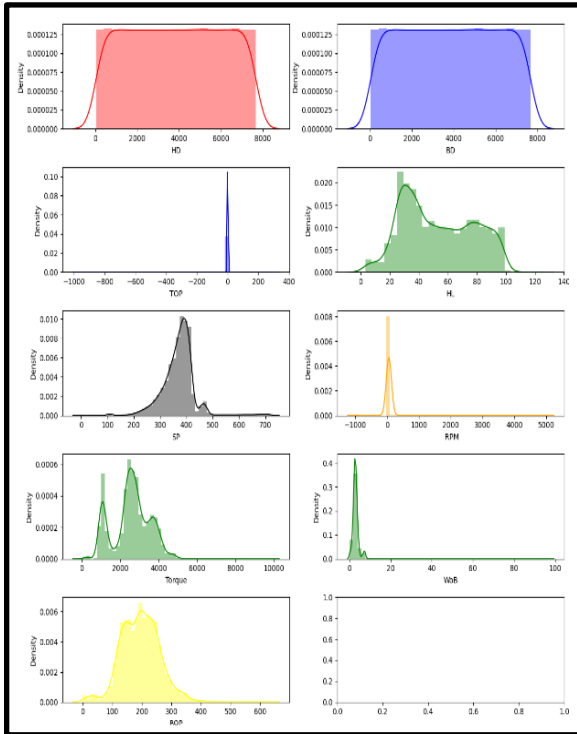 0.000125 0.000125
0.000100 0.000100
0.000075 0.000075
0.000050 0.000050
0.000025 0.000025
0.000000 0.000000
Density Density
0 2000 4000 6000 8000 0 2000 4000 6000 8000
HD BD
0.10
0.08
0.06
0.04
0.02
0.00
Density
−1000 −800 −600 −400 −200 0 200 400
TOP
0.020
0.015
0.010
0.005
0.000
Density
0 20 40 60 80 100 120 140
HL
0.010
0.008
0.006
0.004
0.002
0.000
Density
0 100 200 300 400 500 600 700
SP
0.008
0.006
0.004
0.002
0.000
Density
−1000 0 1000 2000 3000 4000 5000
RPM
0.0006
0.0004
0.0002
0.0000
Density
0 2000 4000 6000 8000 10000
Torque
0.4
0.3
0.2
0.1
0.0
Density
0 20 40 60 80 100
WoB
0.006
0.004
0.002
0.000
Density
0 100 200 300 400 500 600
ROP
1.0
0.8
0.6
0.4
0.2
0.0
0.0 0.2 0.4 0.6 0.8 1.0